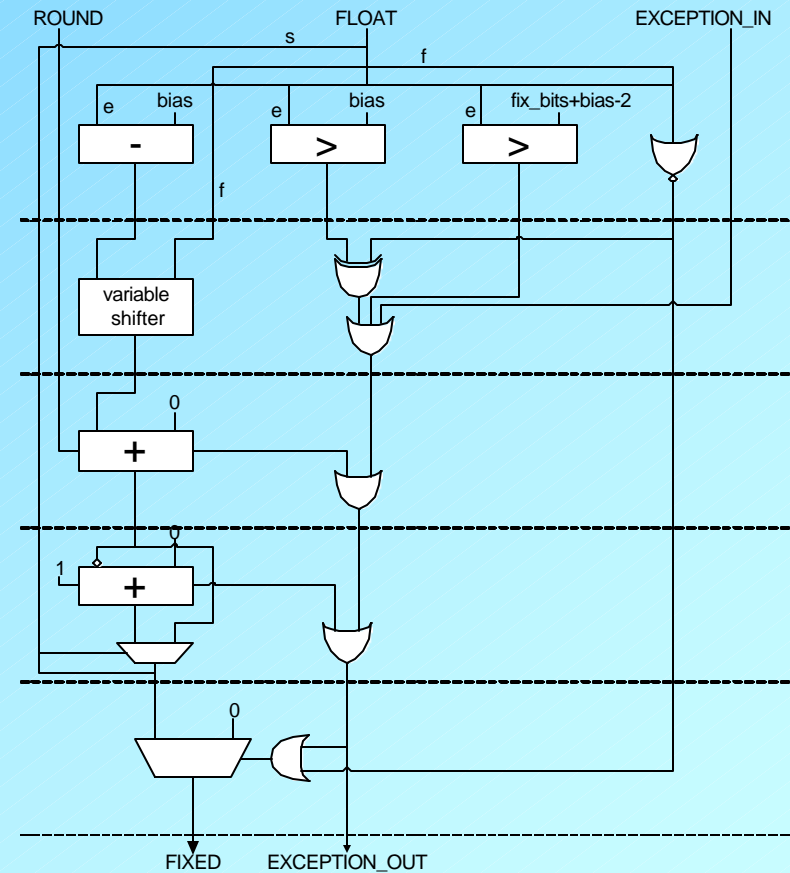 ROUND FLOAT EXCEPTION_IN
s
f
e bias e bias e fix_bits+bias-2
- > >
f
variable
shifter
0
+
0
1
+
0
FIXED EXCEPTION_OUT